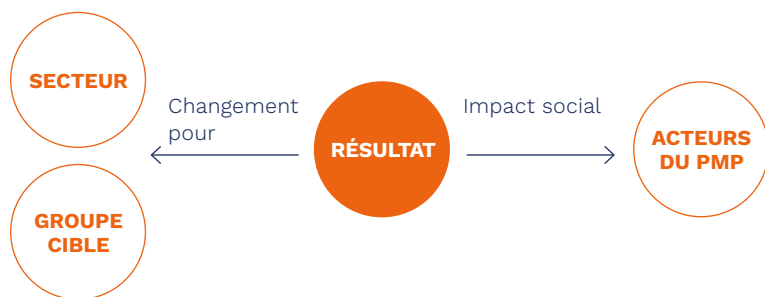 SECTEUR
Changement
pour
GROUPE
CIBLE
RÉSULTAT
Impact social
ACTEURS
DU PMP